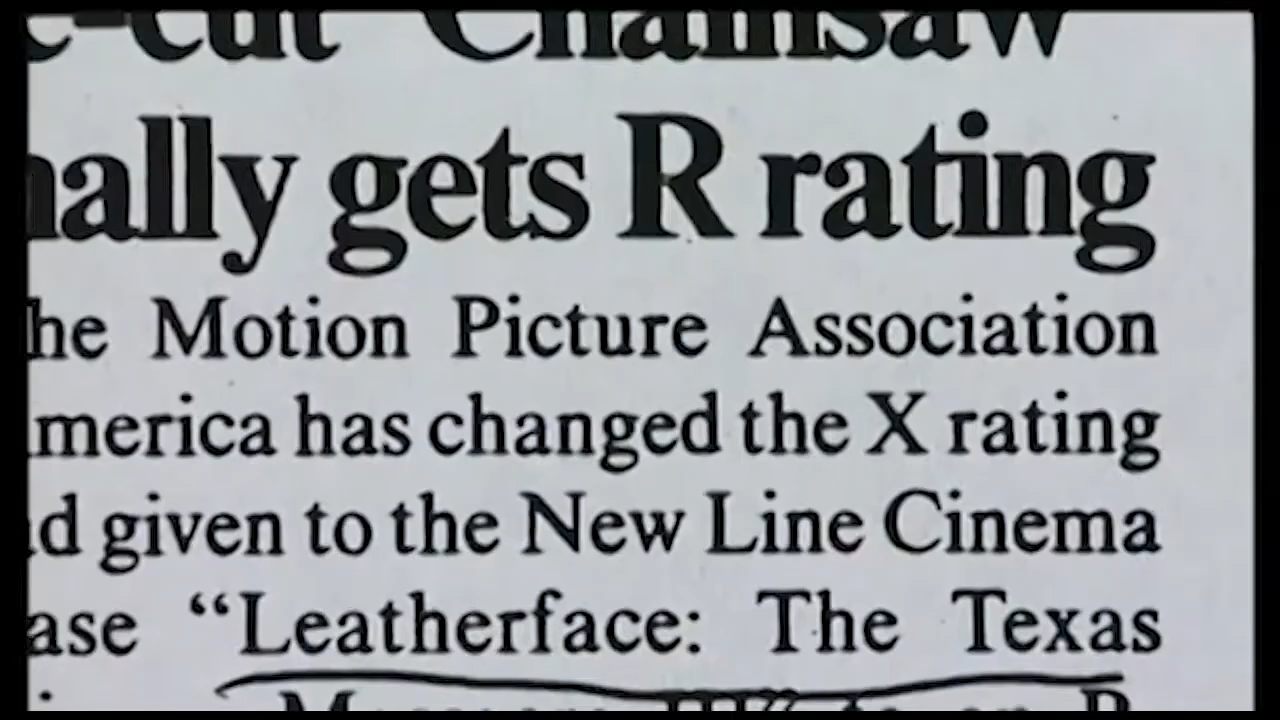 -cut Chainsaw
ally gets R rating
he Motion Picture Association
merica has changed the X rating
d given to the New Line Cinema
ase “Leatherface: The Texas